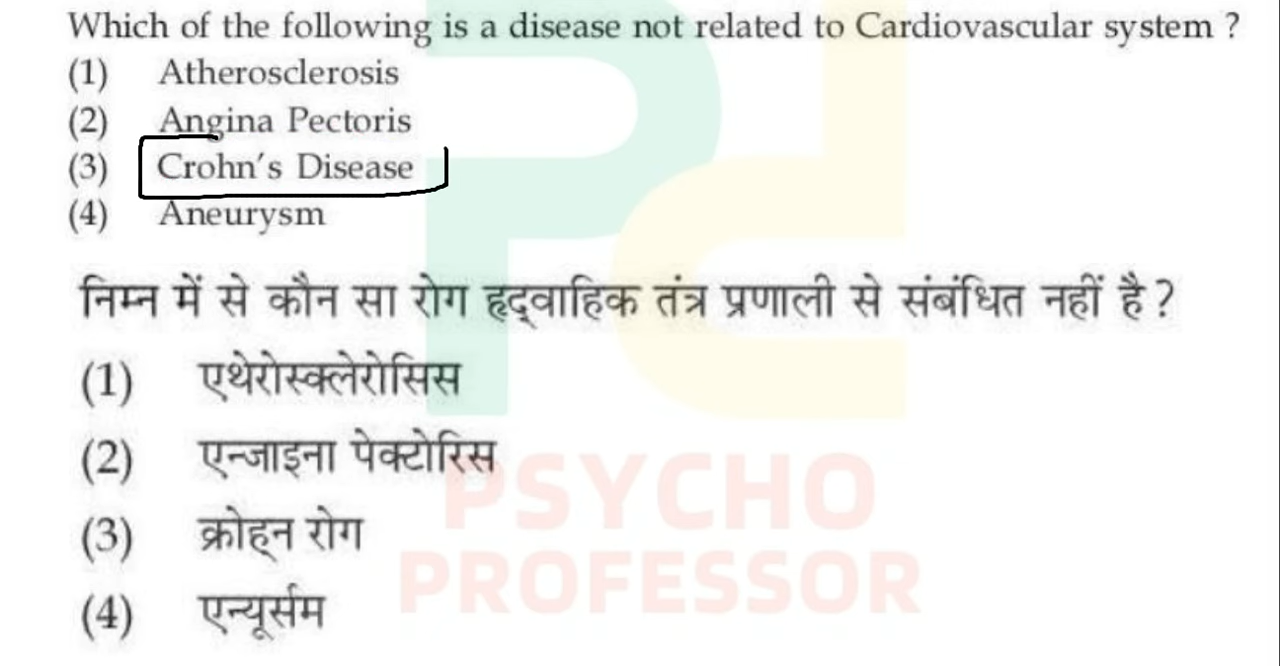 Which of the following is a disease not related to Cardiovascular system ?
(1) Atherosclerosis
(2) Angina Pectoris
(3) Crohn's Disease
(4) Aneurysm
निम्न में से कौन सा रोग हृद्वाहिक तंत्र प्रणाली से संबंधित नहीं है ?
(1) एथेरोस्क्लेरोसिस
(2) एन्जाइना पेक्टोरिस
(3) क्रोह्न रोग
(4) एन्यूर्सम
PSYCHO
PROFESSOR